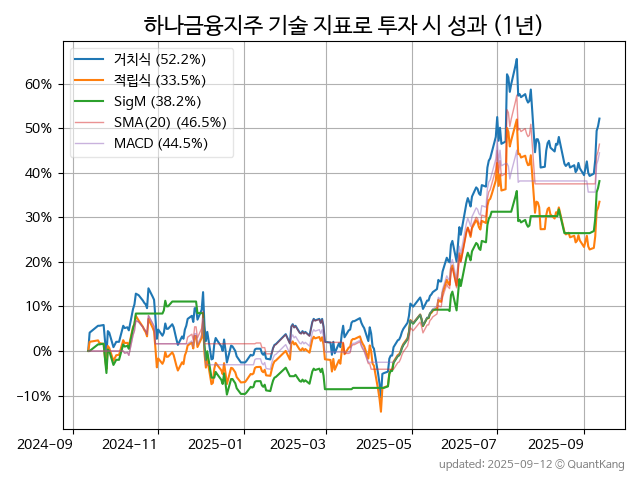 하나금융지주 기술 지표로 투자 시 성과 (1년)
거치식 (52.2%)
적립식 (33.5%)
SigM (38.2%)
SMA(20) (46.5%)
MACD (44.5%)
60%
50%
40%
30%
20%
10%
0%
−10%
2024-09 2024-11 2025-01 2025-03 2025-05 2025-07 2025-09
updated: 2025-09-12 © QuantKang